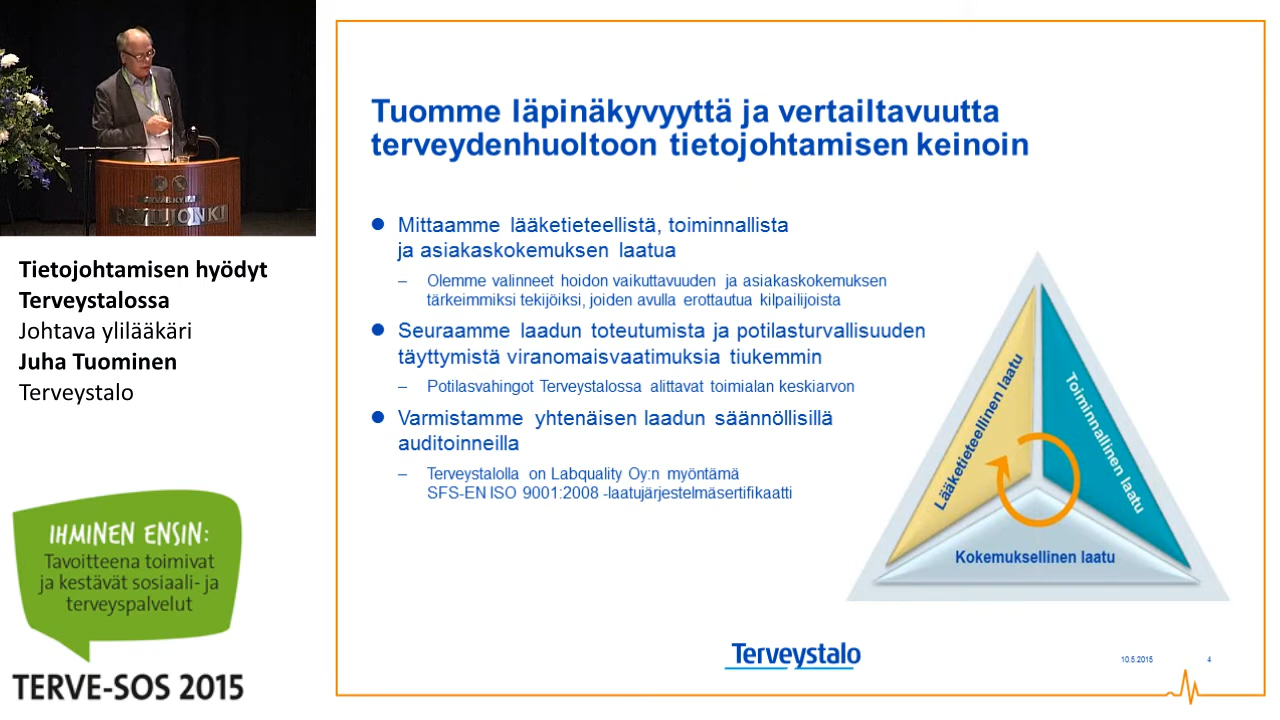 PAVILJONKI
Tietojohtamisen hyödyt
Terveystalossa
Johtava ylilääkäri
Juha Tuominen
Terveystalo
IHMINEN ENSIN:
Tavoitteena toimivat
ja kestävät sosiaali- ja
terveyspalvelut
TERVE-SOS 2015
Tuomme läpinäkyvyyttä ja vertailtavuutta
terveydenhuoltoon tietojohtamisen keinoin
● Mittaamme lääketieteellistä, toiminnallista
ja asiakaskokemuksen laatua
– Olemme valinneet hoidon vaikuttavuuden ja asiakaskokemuksen
tärkeimmiksi tekijöiksi, joiden avulla erottautua kilpailijoista
● Seuraamme laadun toteutumista ja potilasturvallisuuden
täyttymistä viranomaisvaatimuksia tiukemmin
– Potilasvahingot Terveystalossa alittavat toimialan keskiarvon
● Varmistamme yhtenäisen laadun säännöllisillä
auditoinneilla
– Terveystalolla on Labquality Oy:n myöntämä
SFS-EN ISO 9001:2008 -laatujärjestelmäsertifikaatti
Lääketieteellinen laatu
Toiminnallinen laatu
Kokemuksellinen laatu
Terveystalo
10.5.2015
4